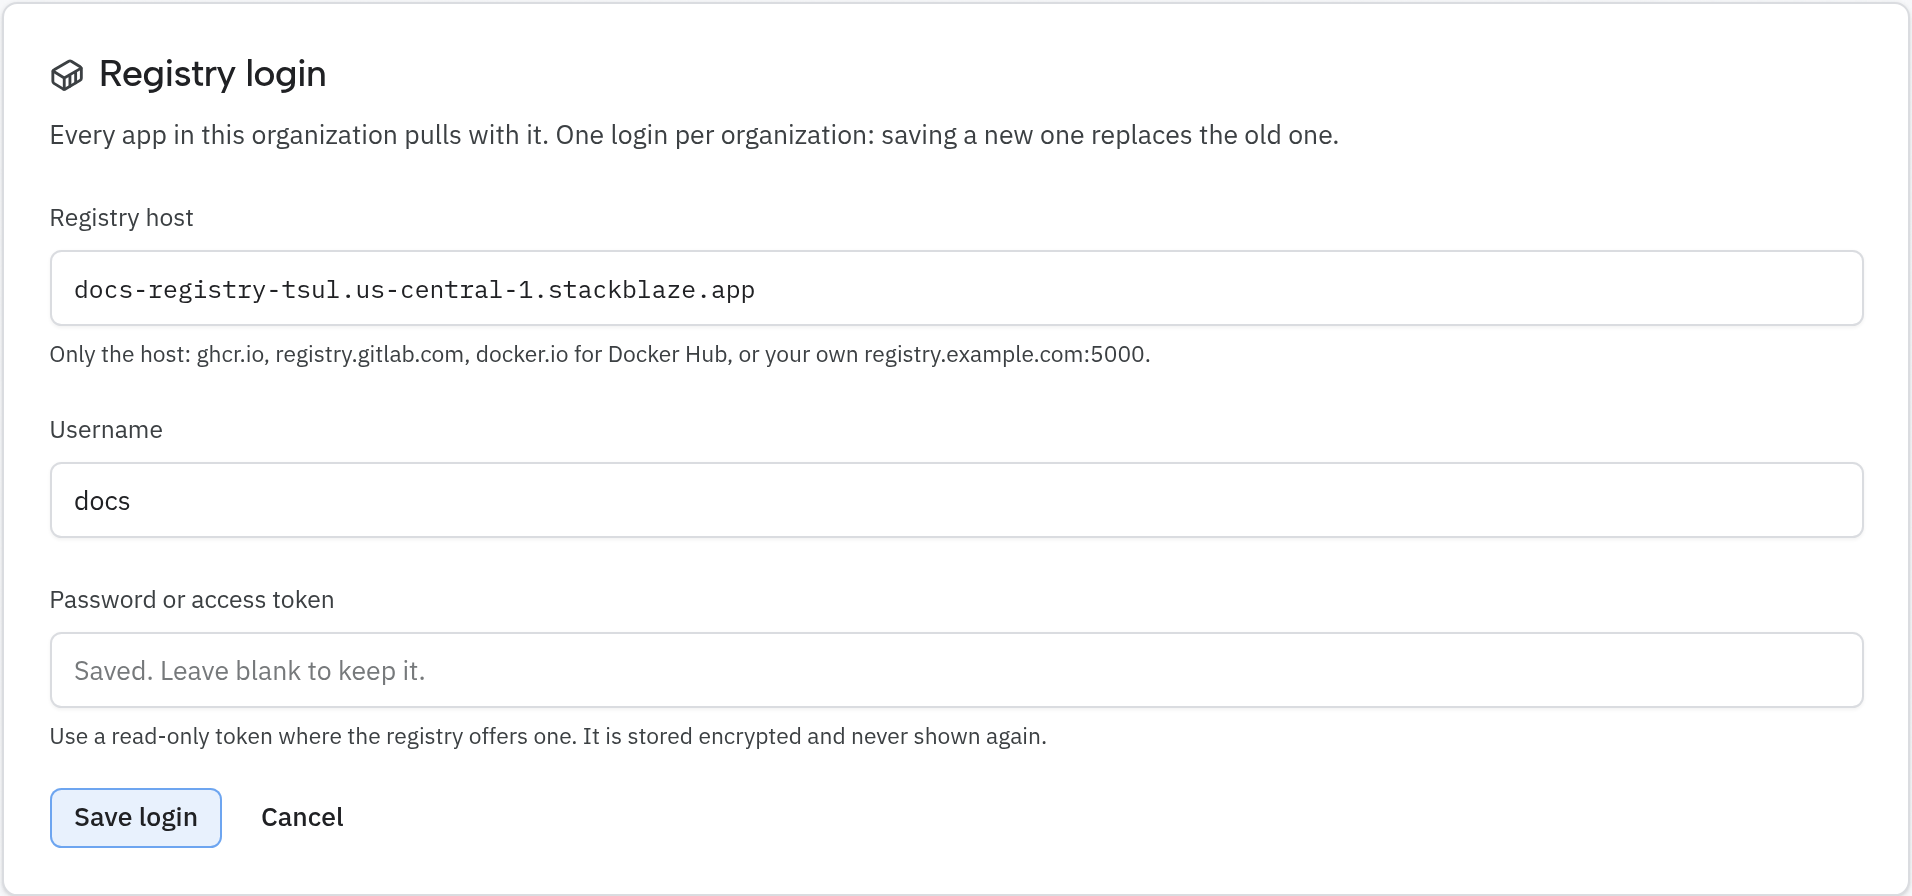 Registry login
Every app in this organization pulls with it. One login per organization: saving a new one replaces the old one.
Registry host
docs-registry-tsul.us-central-1.stackblaze.app
Only the host: ghcr.io, registry.gitlab.com, docker.io for Docker Hub, or your own registry.example.com:5000.
Username
docs
Password or access token
Saved. Leave blank to keep it.
Use a read-only token where the registry offers one. It is stored encrypted and never shown again.
Save login Cancel